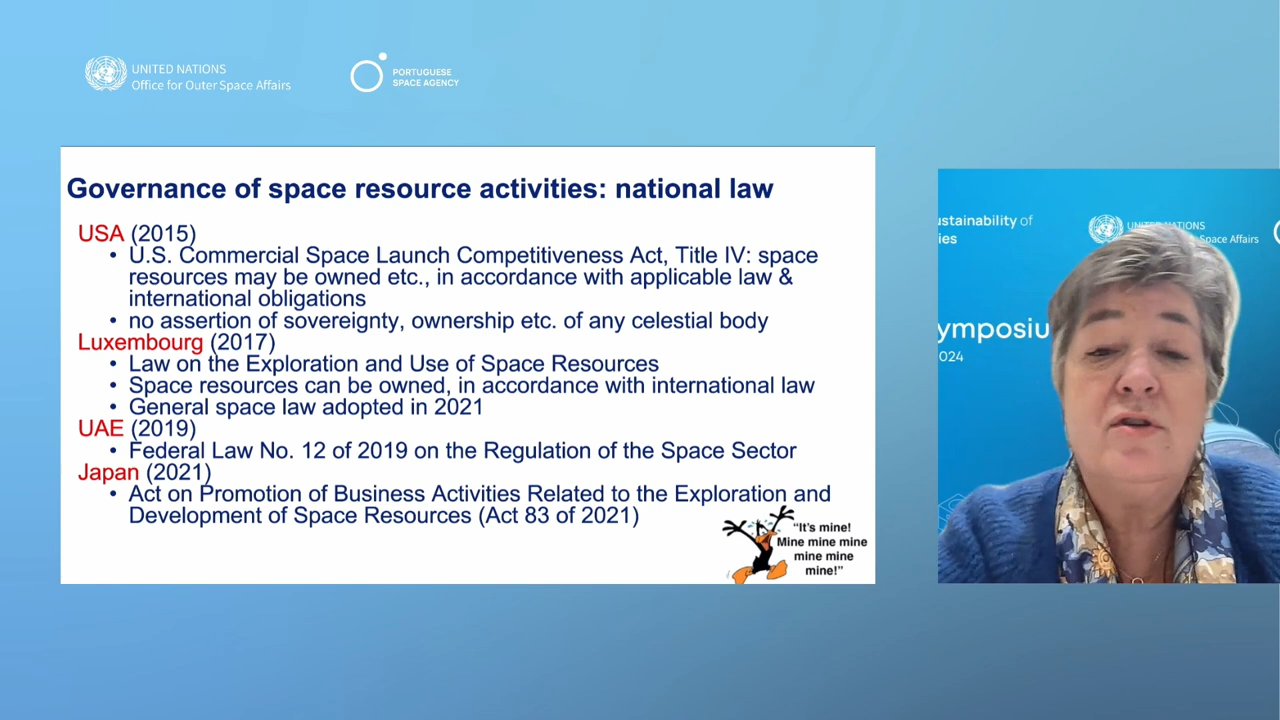 UNITED NATIONS
Office for Outer Space Affairs
PORTUGUESE
SPACE AGENCY
Governance of space resource activities: national law
USA (2015)
• U.S. Commercial Space Launch Competitiveness Act, Title IV: space
resources may be owned etc., in accordance with applicable law &
international obligations
• no assertion of sovereignty, ownership etc. of any celestial body
Luxembourg (2017)
• Law on the Exploration and Use of Space Resources
• Space resources can be owned, in accordance with international law
• General space law adopted in 2021
UAE (2019)
• Federal Law No. 12 of 2019 on the Regulation of the Space Sector
Japan (2021)
• Act on Promotion of Business Activities Related to the Exploration and
Development of Space Resources (Act 83 of 2021)
"It's mine!
Mine mine mine
mine mine
mine!"
ustainability of
ies
UNITED NATIONS
Space Affairs
ymposiu
024